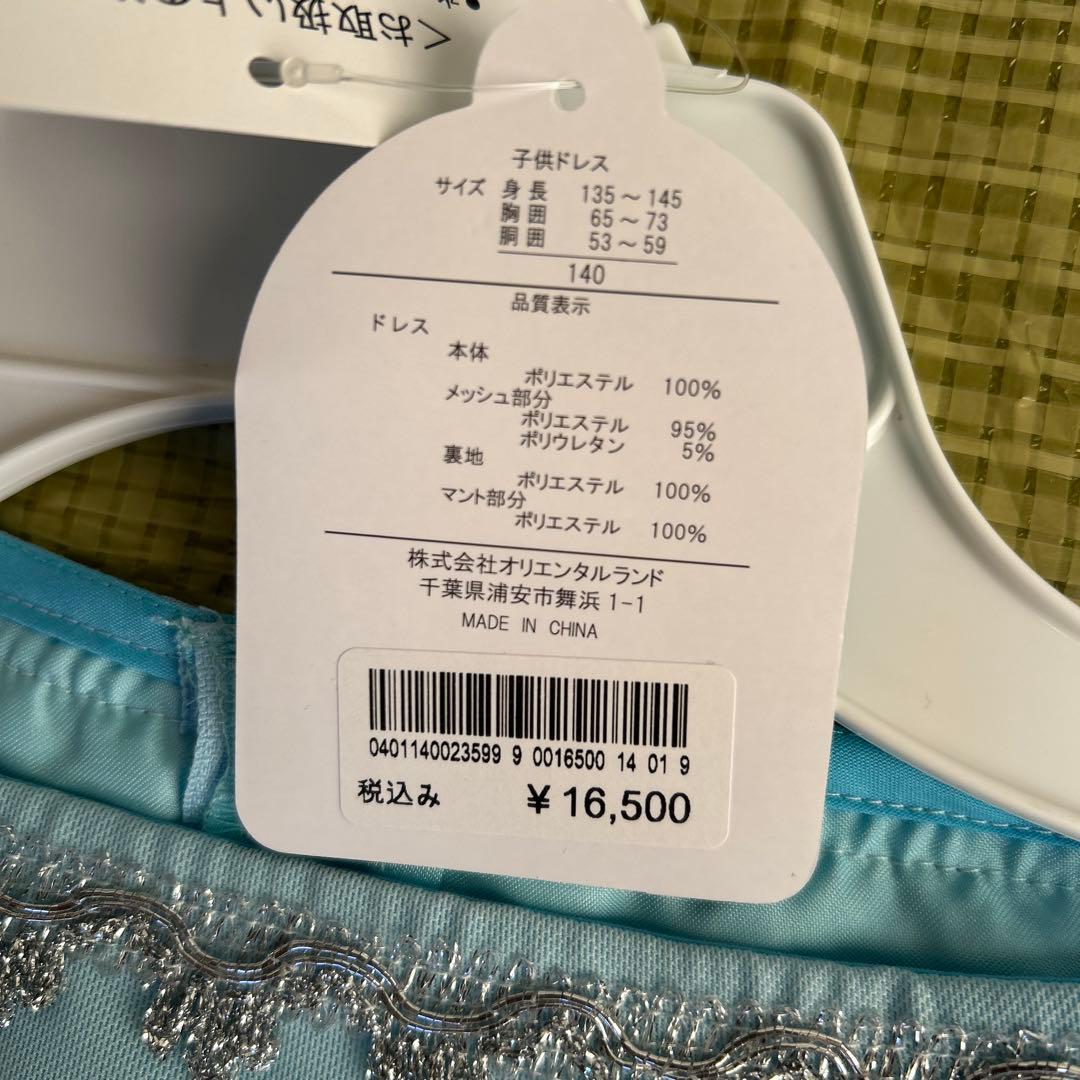 ＜お取扱い上の
子供ドレス
サイズ 身長 135～145
胸囲 65～73
胴囲 53～59
140
品質表示
ドレス
本体
ポリエステル 100%
メッシュ部分
ポリエステル 95%
ポリウレタン 5%
裏地
ポリエステル 100%
マント部分
ポリエステル 100%
株式会社オリエンタルランド
千葉県浦安市舞浜1-1
MADE IN CHINA
0401140023599 9 0016500 14 01 9
税込み ¥16,500